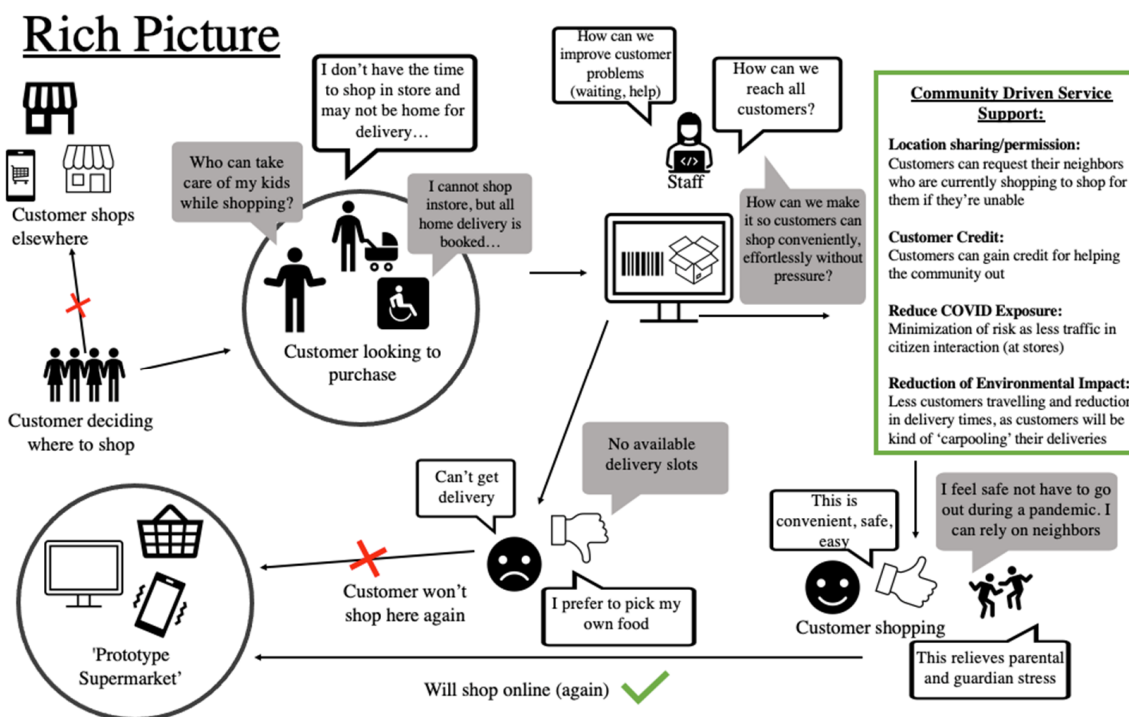 Rich Picture
Customer shops
elsewhere
Customer deciding
where to shop
Who can take
care of my kids
while shopping?
I don't have the time
to shop in store and
may not be home for
delivery…
I cannot shop
instore, but all
home delivery is
booked…
Customer looking to
purchase
How can we
improve customer
problems
(waiting, help)
How can we
reach all
customers?
</>
Staff
How can we make
it so customers can
shop conveniently,
effortlessly without
pressure?
Community Driven Service
Support:
Location sharing/permission:
Customers can request their neighbors
who are currently shopping to shop for
them if they're unable
Customer Credit:
Customers can gain credit for helping
the community out
Reduce COVID Exposure:
Minimization of risk as less traffic in
citizen interaction (at stores)
Reduction of Environmental Impact:
Less customers travelling and reduction
in delivery times, as customers will be
kind of 'carpooling' their deliveries
Can't get
delivery
No available
delivery slots
I prefer to pick my
own food
Customer won't
shop here again
This is
convenient, safe,
easy
I feel safe not have to go
out during a pandemic. I
can rely on neighbors
Customer shopping
This relieves parental
and guardian stress
'Prototype
Supermarket'
Will shop online (again)